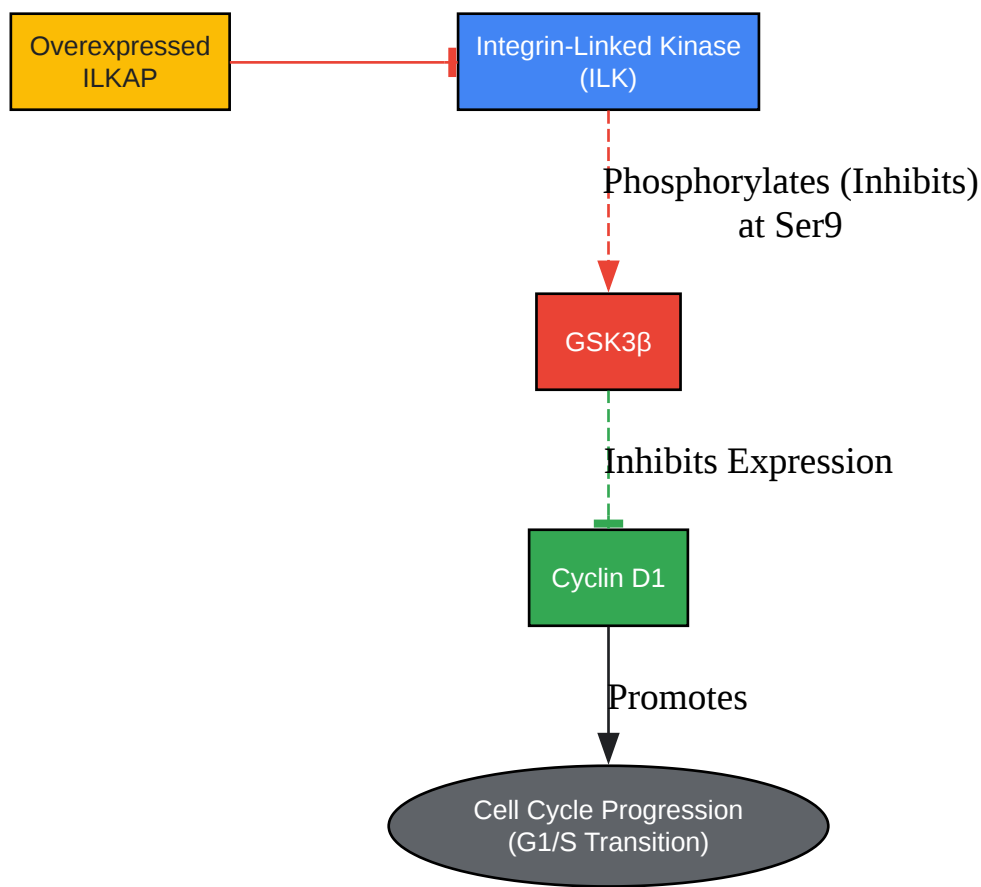 Overexpressed
ILKAP
Integrin-Linked Kinase
(ILK)
Phosphorylates (Inhibits)
at Ser9
GSK3β
Inhibits Expression
Cyclin D1
Promotes
Cell Cycle Progression
(G1/S Transition)